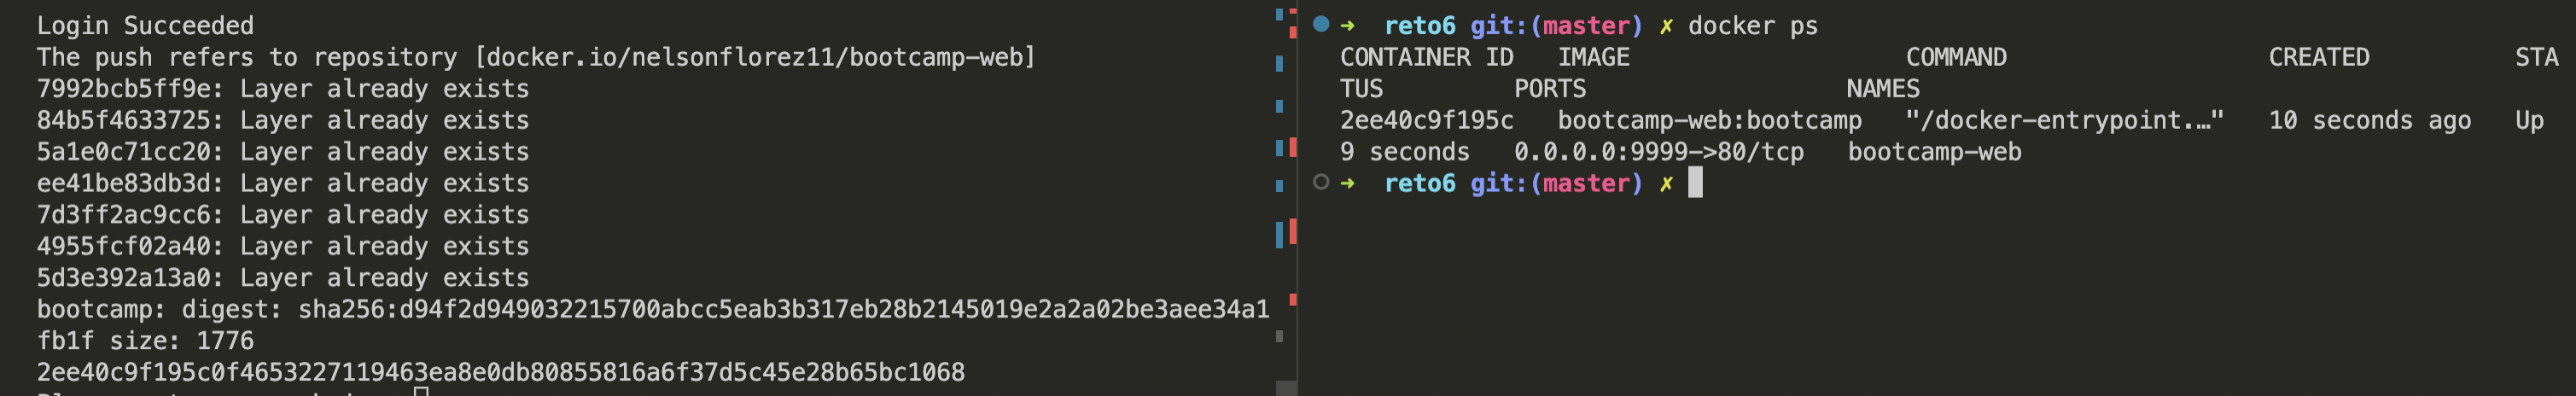 Login Succeeded
The push refers to repository [docker.io/nelsonflorez11/bootcamp-web]
7992bcb5ff9e: Layer already exists
84b5f4633725: Layer already exists
5a1e0c71cc20: Layer already exists
ee41be83db3d: Layer already exists
7d3ff2ac9cc6: Layer already exists
4955fcf02a40: Layer already exists
5d3e392a13a0: Layer already exists
bootcamp: digest: sha256:d94f2d949032215700abcc5eab3b317eb28b2145019e2a2a02be3aee34a1
fb1f size: 1776
2ee40c9f195c0f4653227119463ea8e0db80855816a6f37d5c45e28b65bc1068
➜ reto6 git:(master) ✗ docker ps
CONTAINER ID IMAGE COMMAND CREATED STA
TUS PORTS NAMES
2ee40c9f195c bootcamp-web:bootcamp "/docker-entrypoint.…" 10 seconds ago Up
9 seconds 0.0.0.0:9999->80/tcp bootcamp-web
➜ reto6 git:(master) ✗